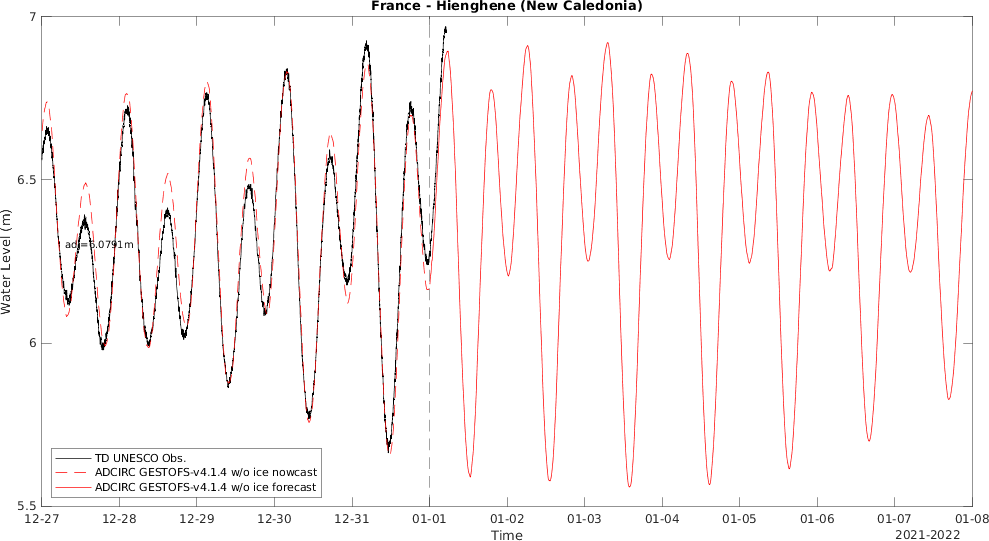 France - Hienghene (New Caledonia)
7
6.5
6
5.5
Water Level (m)
adj=6.0791m
TD UNESCO Obs.
ADCIRC GESTOFS-v4.1.4 w/o ice nowcast
ADCIRC GESTOFS-v4.1.4 w/o ice forecast
12-27 12-28 12-29 12-30 12-31 01-01 01-02 01-03 01-04 01-05 01-06 01-07 01-08
Time
2021-2022